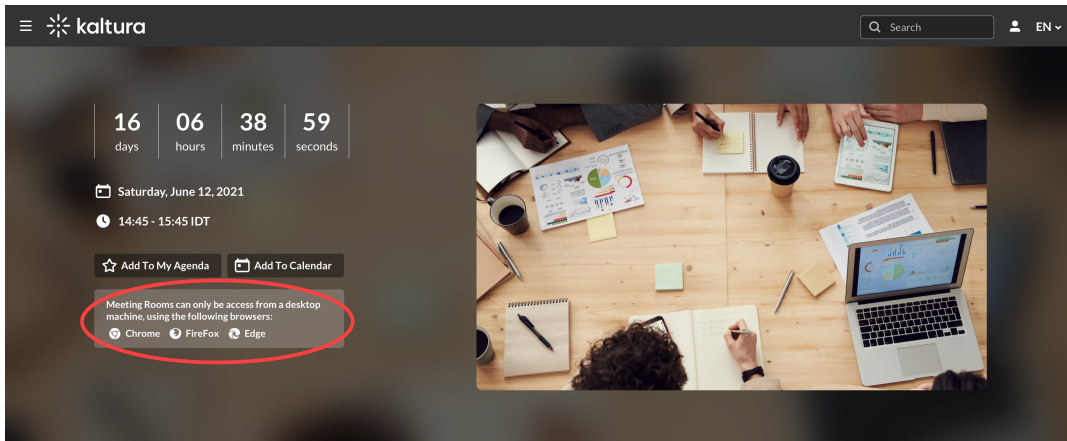 kaltura
Search
EN
16 06 38 59
days hours minutes seconds
Saturday, June 12, 2021
14:45 - 15:45 IDT
Add To My Agenda Add To Calendar
Meeting Rooms can only be access from a desktop
machine, using the following browsers:
Chrome FireFox Edge